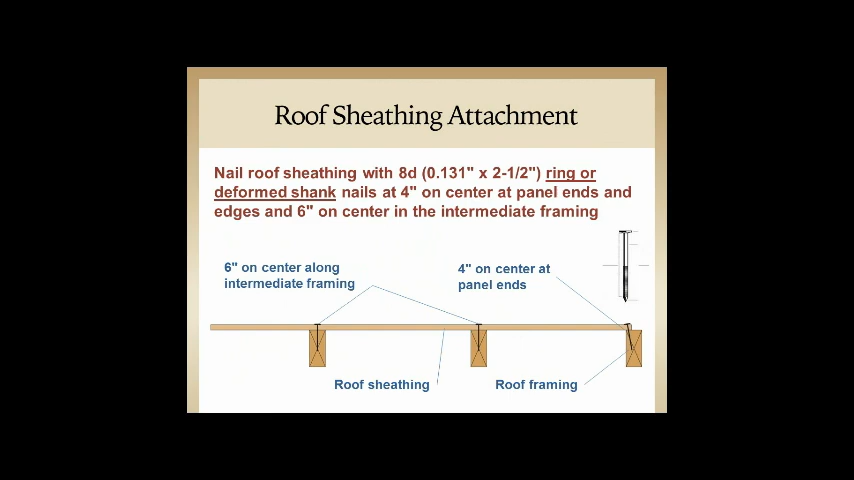 Roof Sheathing Attachment
Nail roof sheathing with 8d (0.131" x 2-1/2") ring or
deformed shank nails at 4" on center at panel ends and
edges and 6" on center in the intermediate framing
6" on center along
intermediate framing
4" on center at
panel ends
Roof sheathing
Roof framing